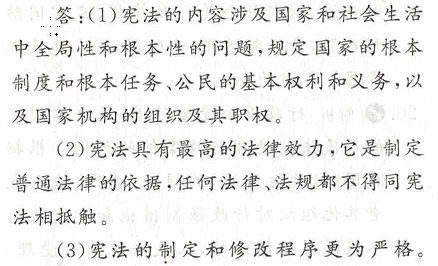 答:(1)宪法的内容涉及国家和社会生活
中全局性和根本性的问题,规定国家的根本
制度和根本任务、公民的基本权利和义务,以
及国家机构的组织及其职权。
(2)宪法具有最高的法律效力,它是制定
普通法律的依据,任何法律、法规都不得同宪
法相抵触。
(3)宪法的制定和修改程序更为严格。